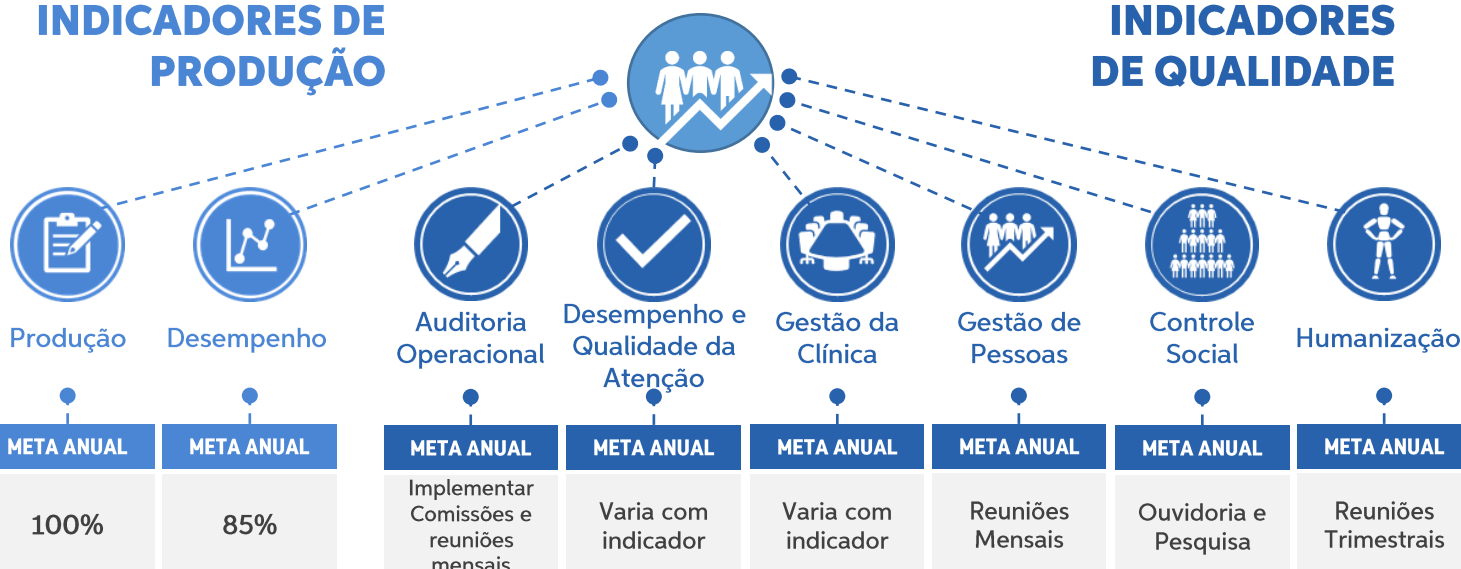 INDICADORES DE
PRODUÇÃO
INDICADORES
DE QUALIDADE
Produção
Desempenho
Auditoria
Operacional
Desempenho e
Qualidade da
Atenção
Gestão da
Clínica
Gestão de
Pessoas
Controle
Social
Humanização
META ANUAL
META ANUAL
META ANUAL
META ANUAL
META ANUAL
META ANUAL
META ANUAL
META ANUAL
100%
85%
Implementar
Comissões e
reuniões
mensais
Varia com
indicador
Varia com
indicador
Reuniões
Mensais
Ouvidoria e
Pesquisa
Reuniões
Trimestrais